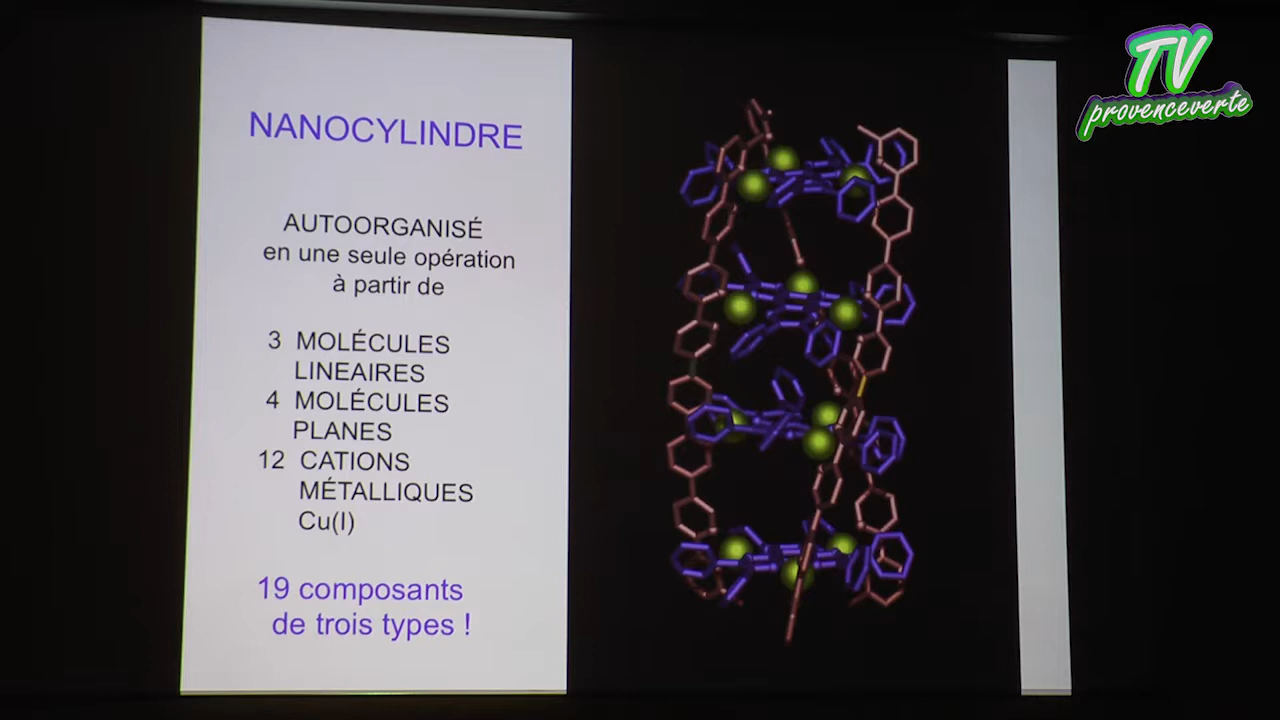 NANOCYLINDRE
AUTOORGANISÉ
en une seule opération
à partir de
3 MOLÉCULES
LINEAIRES
4 MOLÉCULES
PLANES
12 CATIONS
MÉTALLIQUES
Cu(I)
19 composants
de trois types !
TV
provenceverte